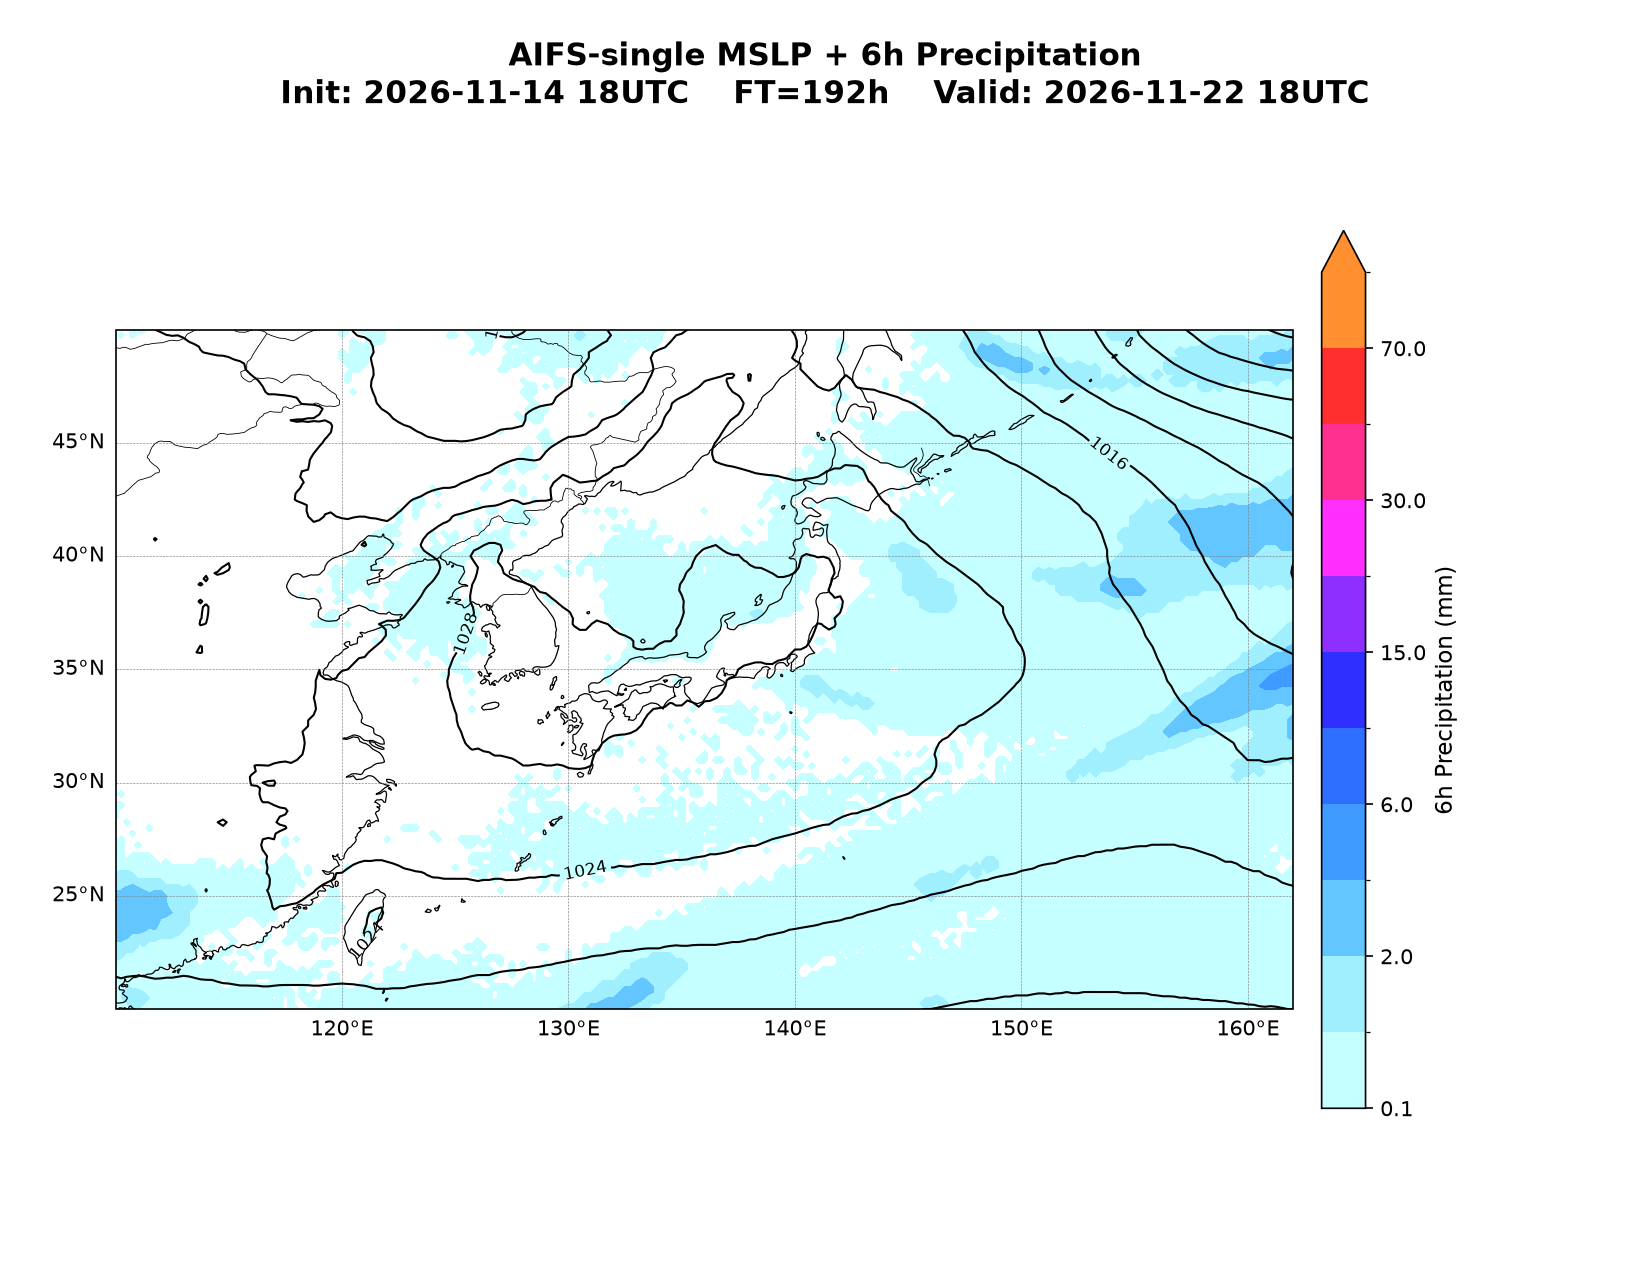 AIFS-single MSLP + 6h Precipitation
Init: 2026-11-14 18UTC    FT=192h    Valid: 2026-11-22 18UTC
45°N
40°N
35°N
30°N
25°N
120°E
130°E
140°E
150°E
160°E
1016
1028
1024
1024
70.0
30.0
15.0
6.0
2.0
0.1
6h Precipitation (mm)